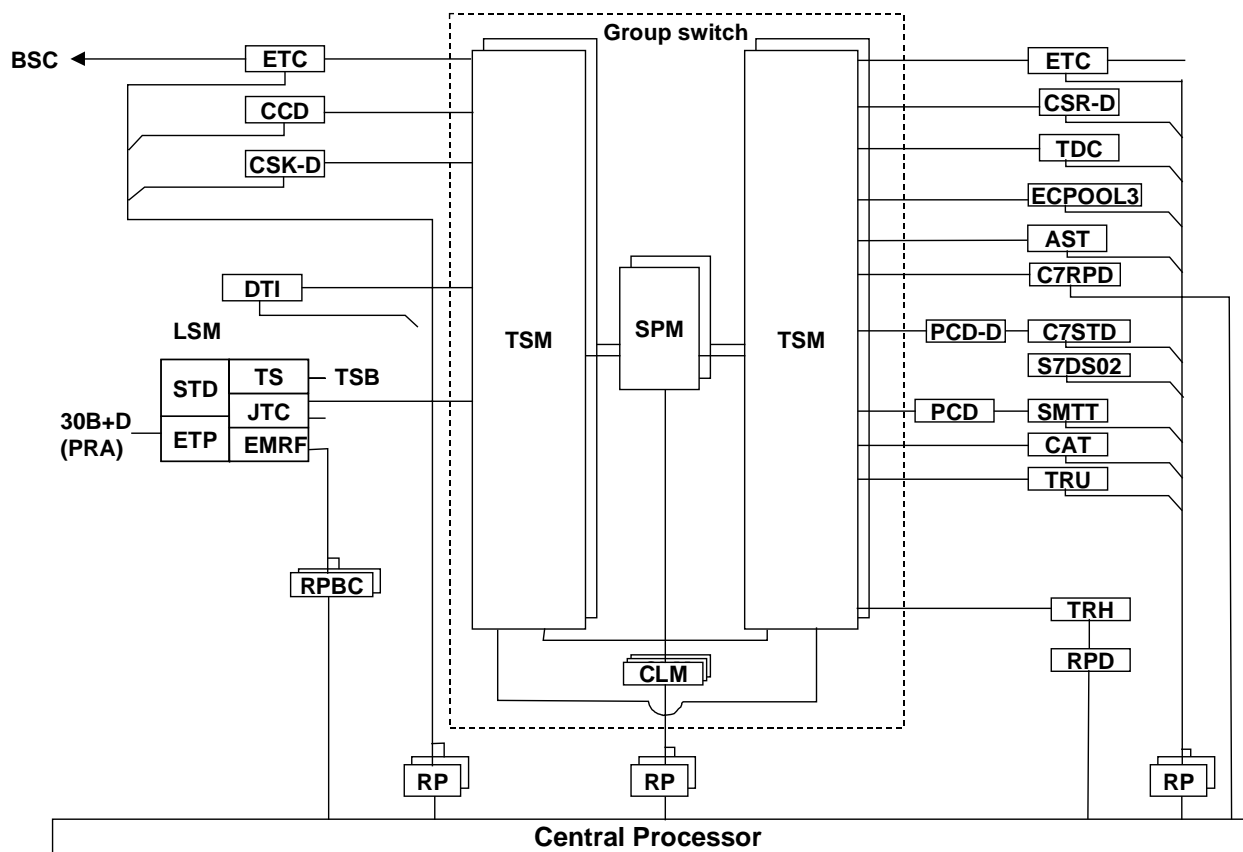 Group switch
BSC
ETC
ETC
CCD
CSR-D
CSK-D
TDC
ECPOOL3
AST
C7RPD
DTI
LSM
TSM
SPM
TSM
PCD-D
C7STD
S7DS02
STD
TS
TSB
JTC
PCD
SMTT
30B+D
(PRA)
ETP
EMRF
CAT
TRU
RPBC
TRH
CLM
RPD
RP
RP
RP
Central Processor